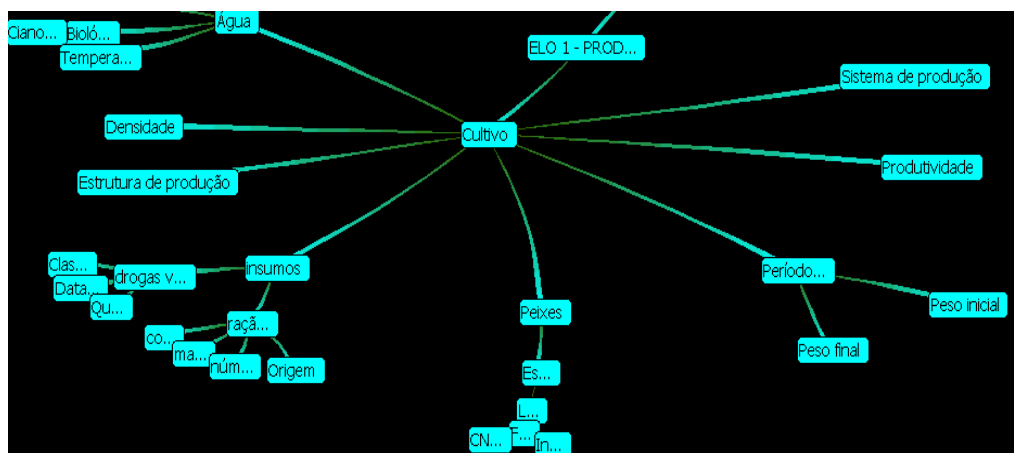 Água
Ciano...
Bioló...
Tempera...
ELO 1 - PROD...
Sistema de produção
Densidade
Cultivo
Produtividade
Estrutura de produção
Clas...
drogas v...
Data...
Qu...
insumos
Período...
Peso inicial
Peixes
raçã...
co...
ma...
núm...
Origem
Peso final
Es...
L...
F...
CN...
In...